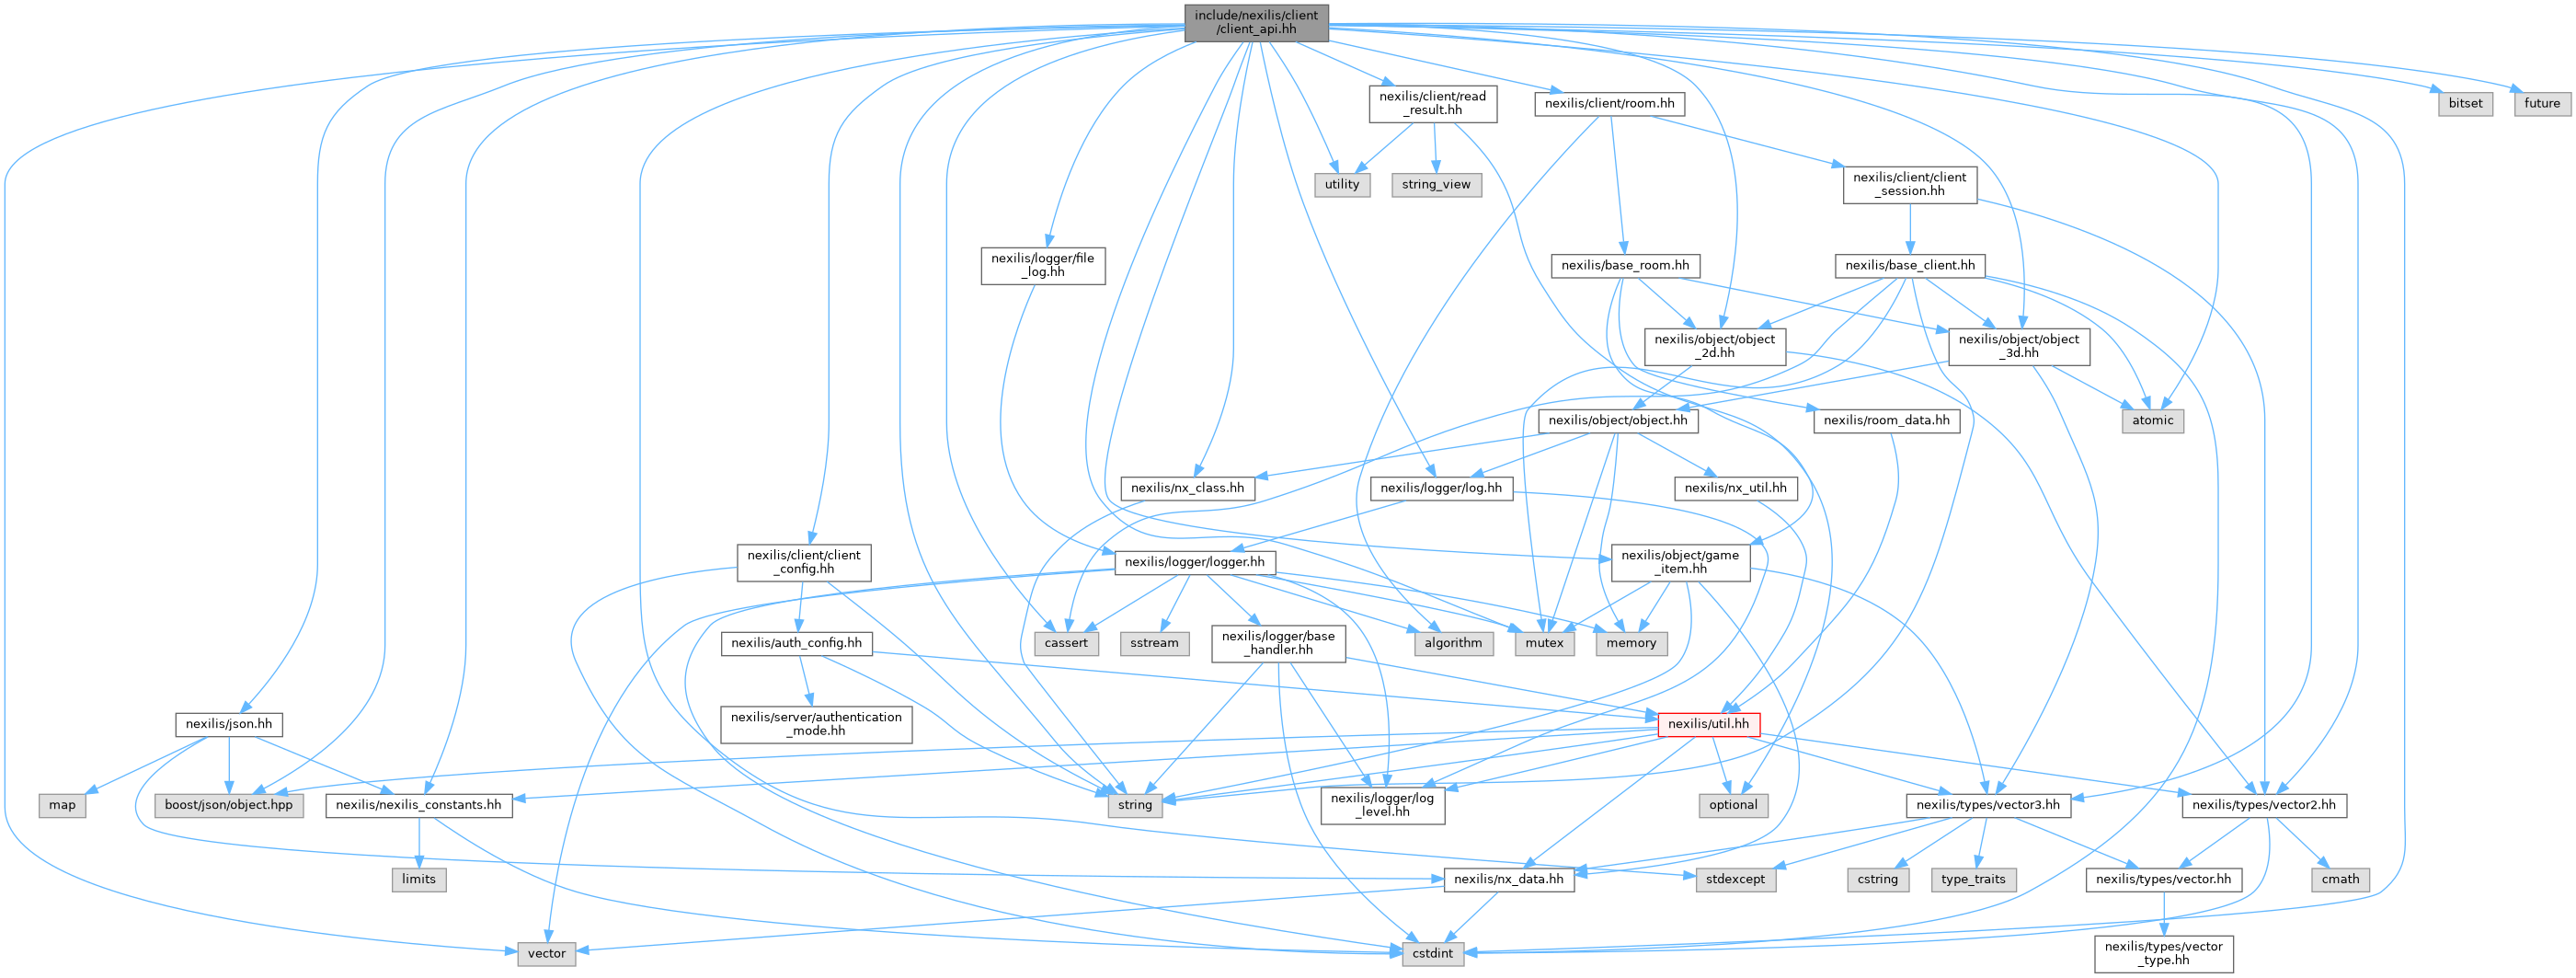 include/nexilis/client
/client_api.hh
nexilis/client/read
_result.hh
nexilis/client/room.hh
bitset
future
utility
string_view
nexilis/client/client
_session.hh
nexilis/logger/file
_log.hh
nexilis/base_room.hh
nexilis/base_client.hh
nexilis/object/object
_2d.hh
nexilis/object/object
_3d.hh
nexilis/object/object.hh
nexilis/room_data.hh
atomic
nexilis/nx_class.hh
nexilis/logger/log.hh
nexilis/nx_util.hh
nexilis/client/client
_config.hh
nexilis/logger/logger.hh
nexilis/object/game
_item.hh
nexilis/auth_config.hh
cassert
sstream
nexilis/logger/base
_handler.hh
algorithm
mutex
memory
nexilis/json.hh
nexilis/server/authentication
_mode.hh
nexilis/util.hh
map
boost/json/object.hpp
nexilis/nexilis_constants.hh
string
nexilis/logger/log
_level.hh
optional
nexilis/types/vector3.hh
nexilis/types/vector2.hh
limits
nexilis/nx_data.hh
stdexcept
cstring
type_traits
nexilis/types/vector.hh
cmath
vector
cstdint
nexilis/types/vector
_type.hh